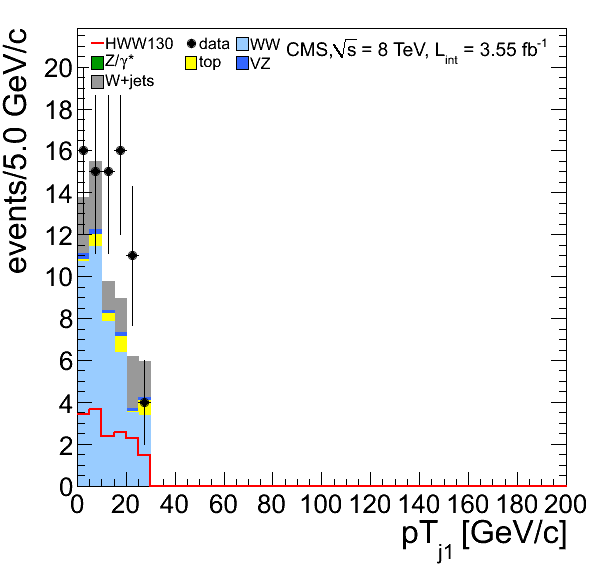 HWW130 data WW CMS,√s = 8 TeV, L_int = 3.55 fb⁻¹
Z/γ* top VZ
W+jets
events/5.0 GeV/c
20
18
16
14
12
10
8
6
4
2
0
0 20 40 60 80 100 120 140 160 180 200
pT_j1 [GeV/c]